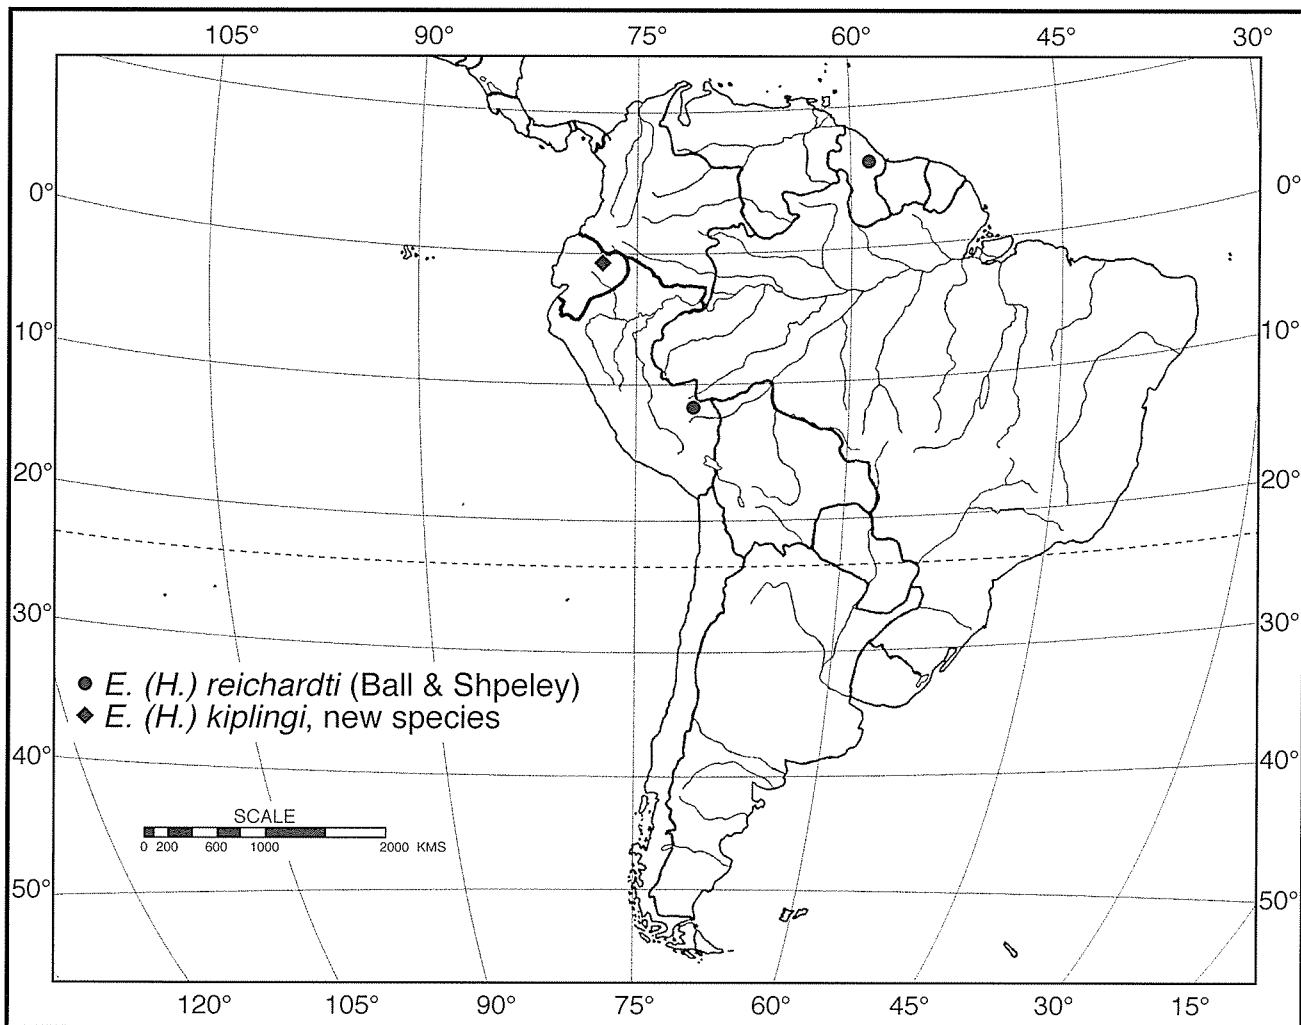 105° 90° 75° 60° 45° 30°
0° 0°
10° 10°
20° 20°
30° 30°
E. (H.) reichardti (Ball & Shpeley)
E. (H.) kiplingi, new species
40° 40°
SCALE
0 200 600 1000 2000 KMS
50° 50°
120° 105° 90° 75° 60° 45° 30° 15°